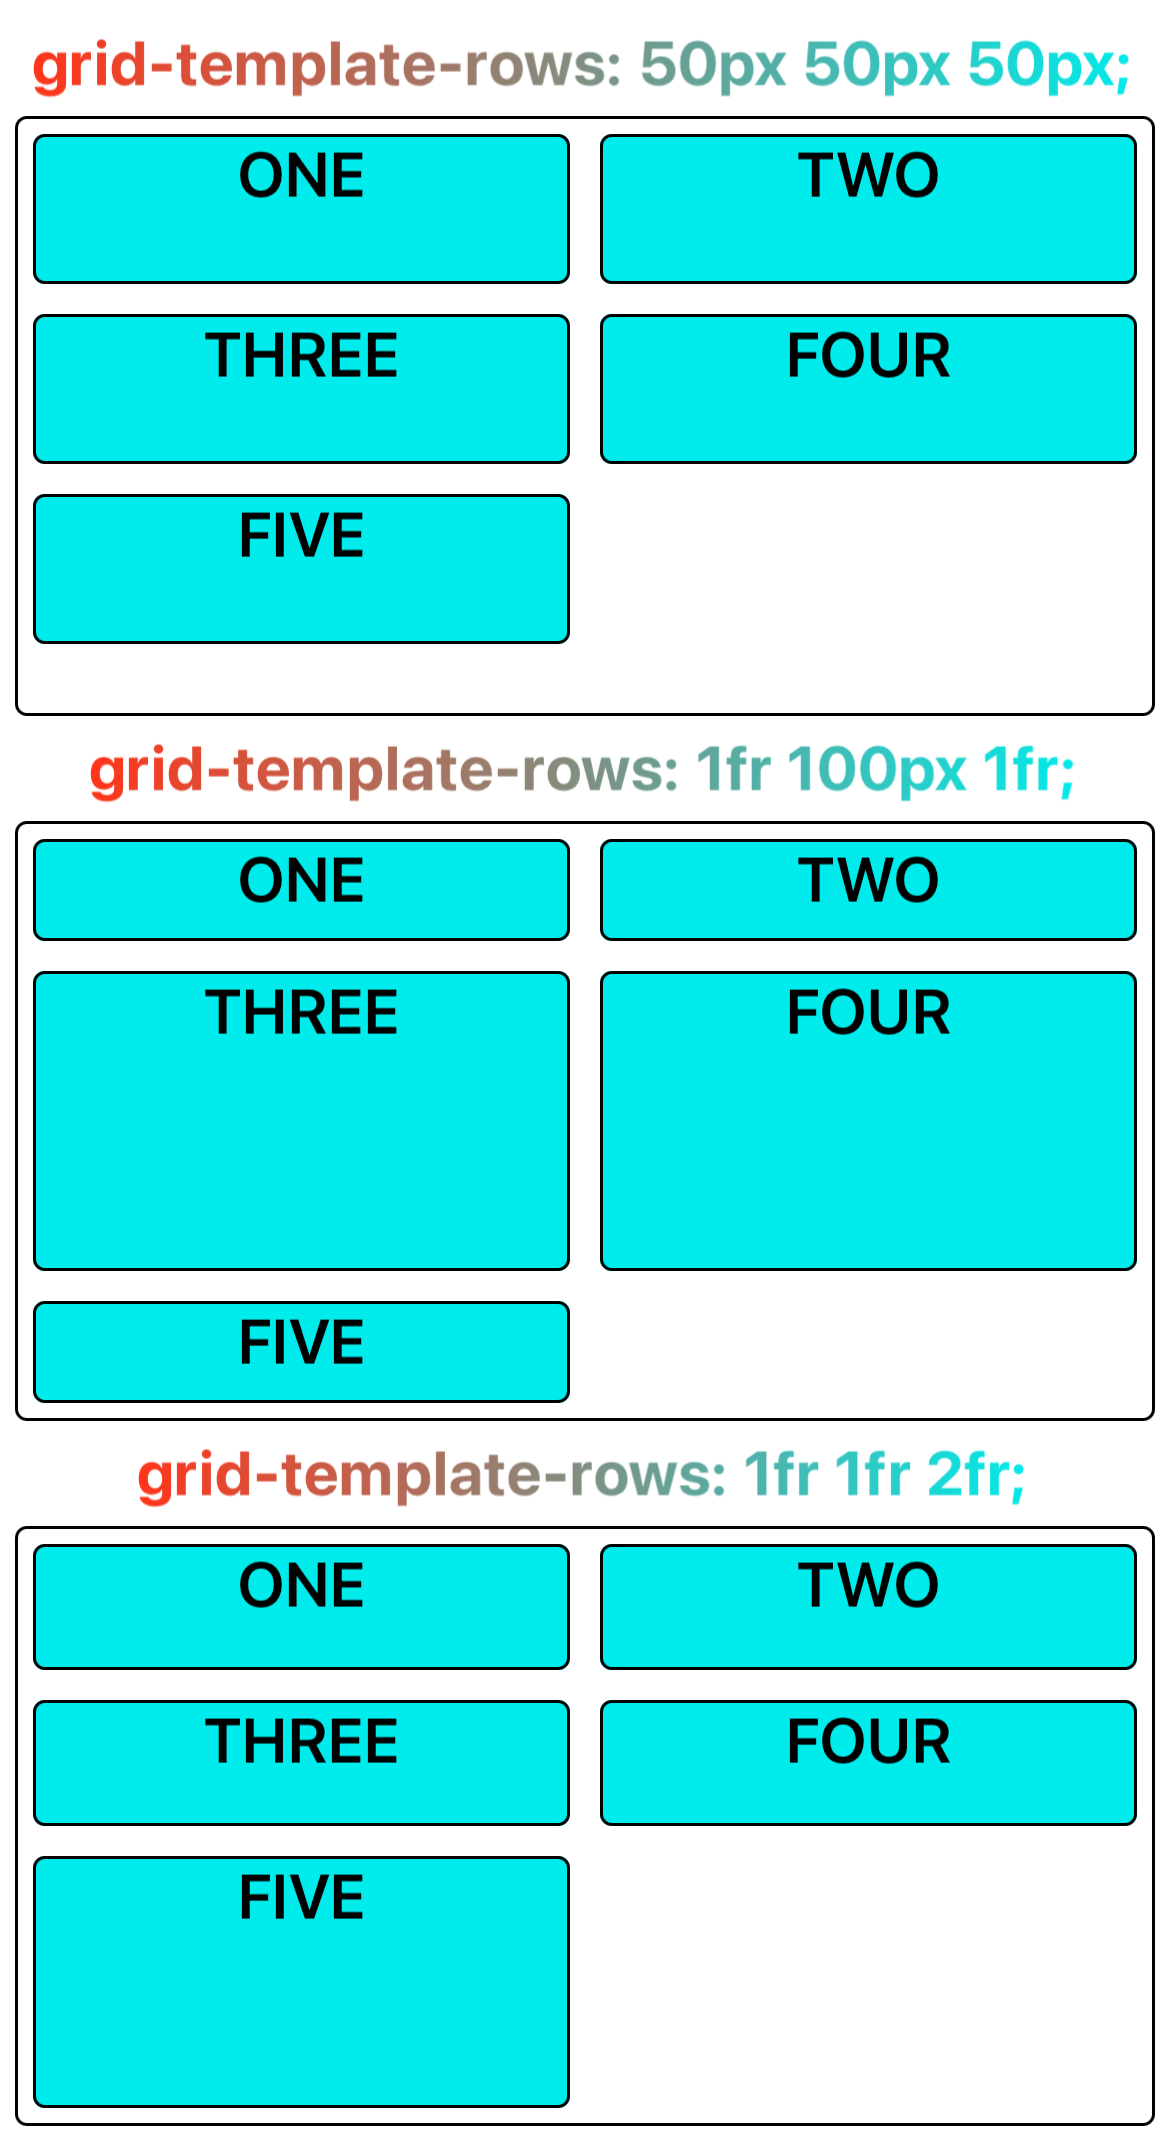 grid-template-rows: 50px 50px 50px;
ONE TWO
THREE FOUR
FIVE
grid-template-rows: 1fr 100px 1fr;
ONE TWO
THREE FOUR
FIVE
grid-template-rows: 1fr 1fr 2fr;
ONE TWO
THREE FOUR
FIVE